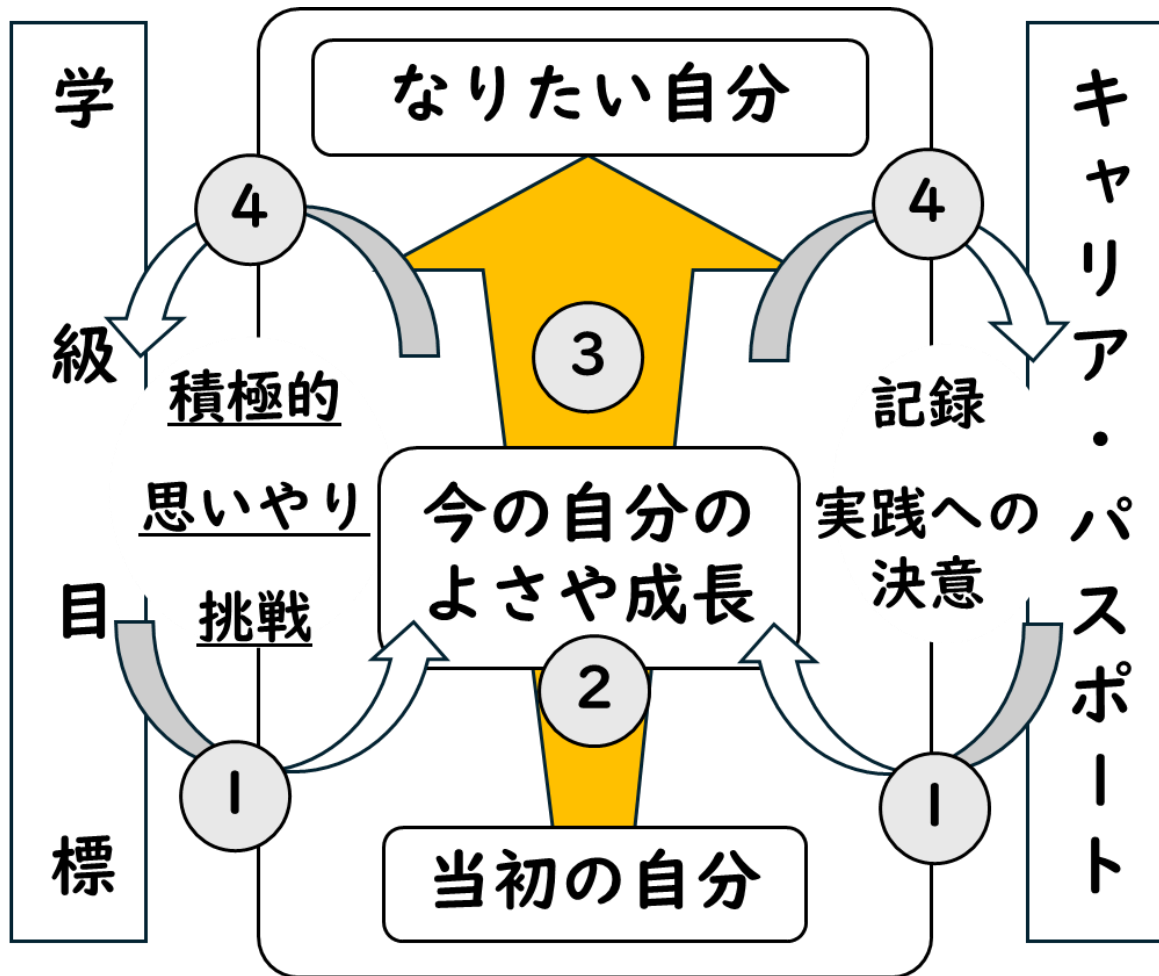 学級目標
なりたい自分
キャリア・パスポート
4
4
3
積極的
思いやり
挑戦
今の自分の
よさや成長
記録
実践への
決意
2
1
1
当初の自分